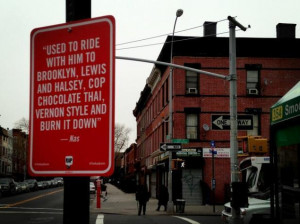 "USED TO RIDE
WITH HIM TO
BROOKLYN, LEWIS
AND HALSEY, COP
CHOCOLATE THAI,
VERNON STYLE AND
BURN IT DOWN"
— Nas
ONE WAY